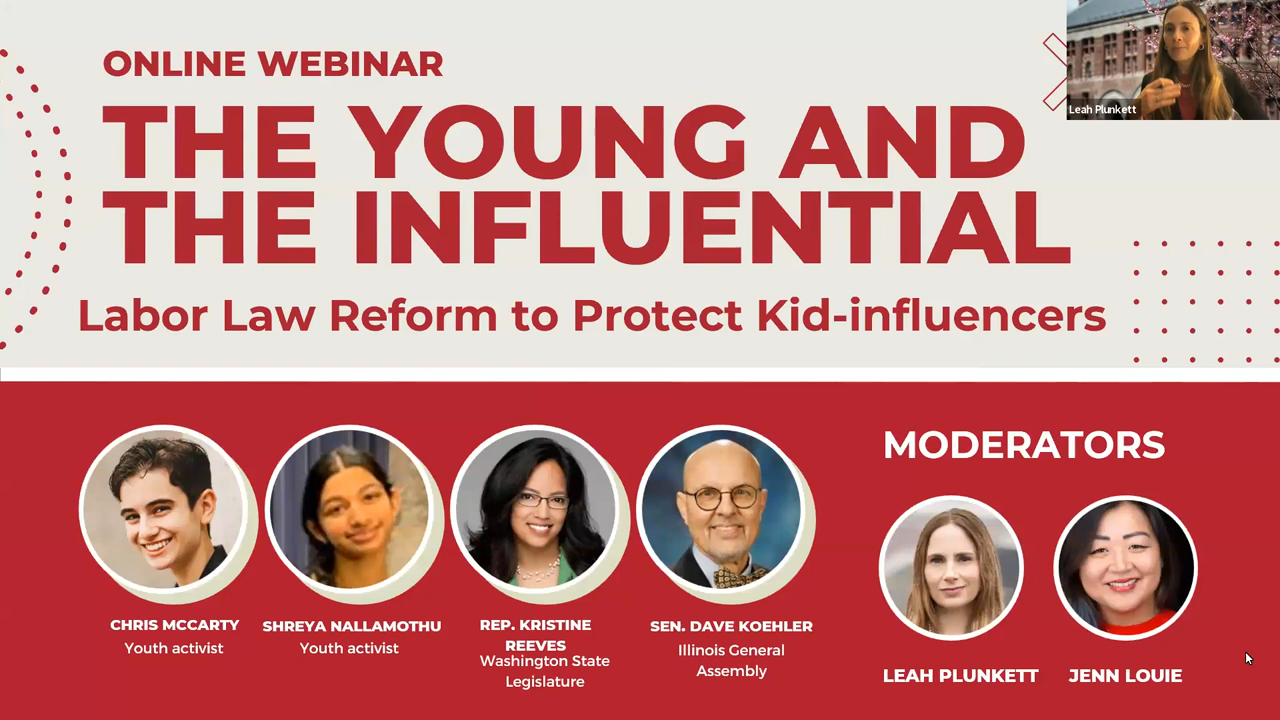 ONLINE WEBINAR
THE YOUNG AND
THE INFLUENTIAL
Labor Law Reform to Protect Kid-influencers
Leah Plunkett
CHRIS MCCARTY
Youth activist
SHREYA NALLAMOTHU
Youth activist
REP. KRISTINE
REEVES
Washington State
Legislature
SEN. DAVE KOEHLER
Illinois General
Assembly
MODERATORS
LEAH PLUNKETT
JENN LOUIE